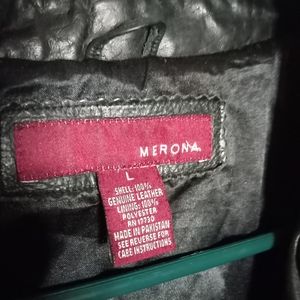 MERONA
L
SHELL: 100%
GENUINE LEATHER
LINING: 100%
POLYESTER
RN 17730
MADE IN PAKISTAN
SEE REVERSE FOR
CARE INSTRUCTIONS